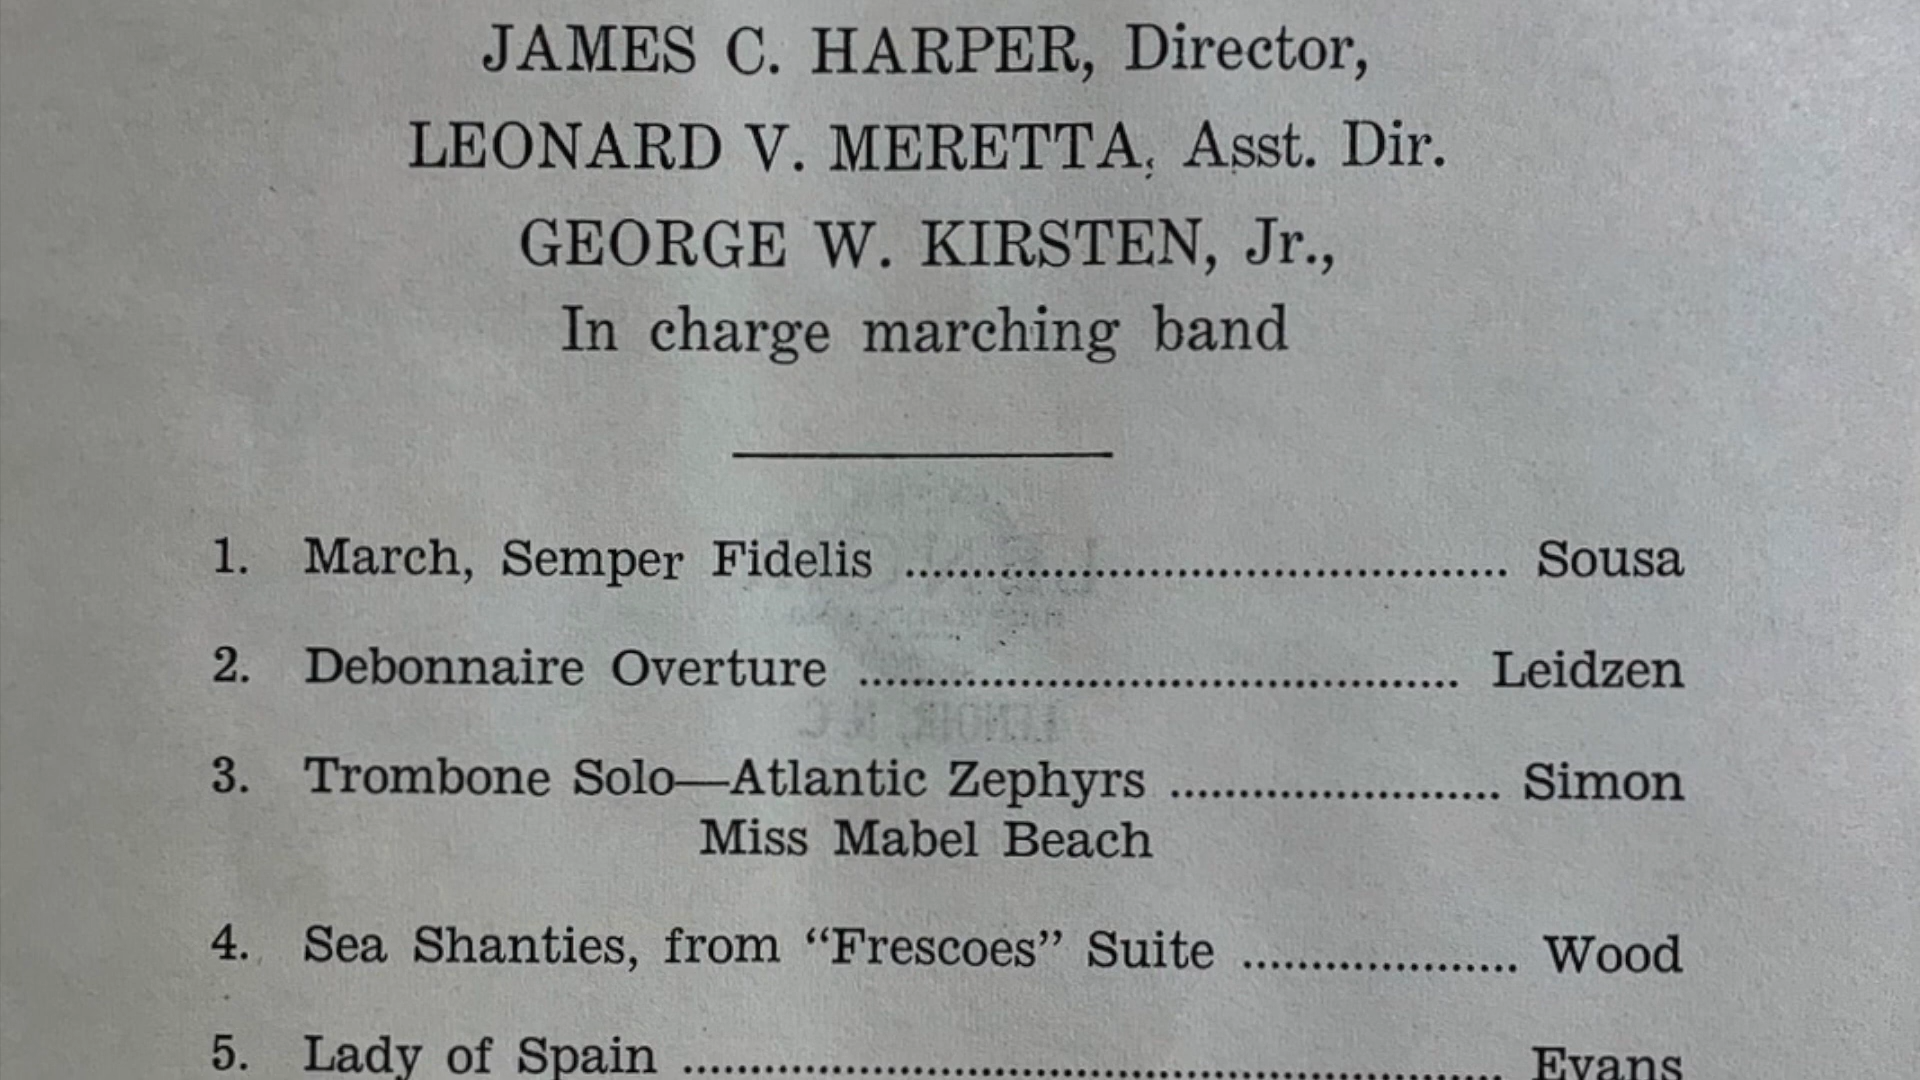 JAMES C. HARPER, Director,
LEONARD V. MERETTA, Asst. Dir.
GEORGE W. KIRSTEN, Jr.,
In charge marching band
1. March, Semper Fidelis ............................................. Sousa
2. Debonnaire Overture ............................................. Leidzen
3. Trombone Solo—Atlantic Zephyrs ......................... Simon
Miss Mabel Beach
4. Sea Shanties, from “Frescoes” Suite ..................... Wood
5. Lady of Spain ............................................................. Evans
LENOIR, N. C.